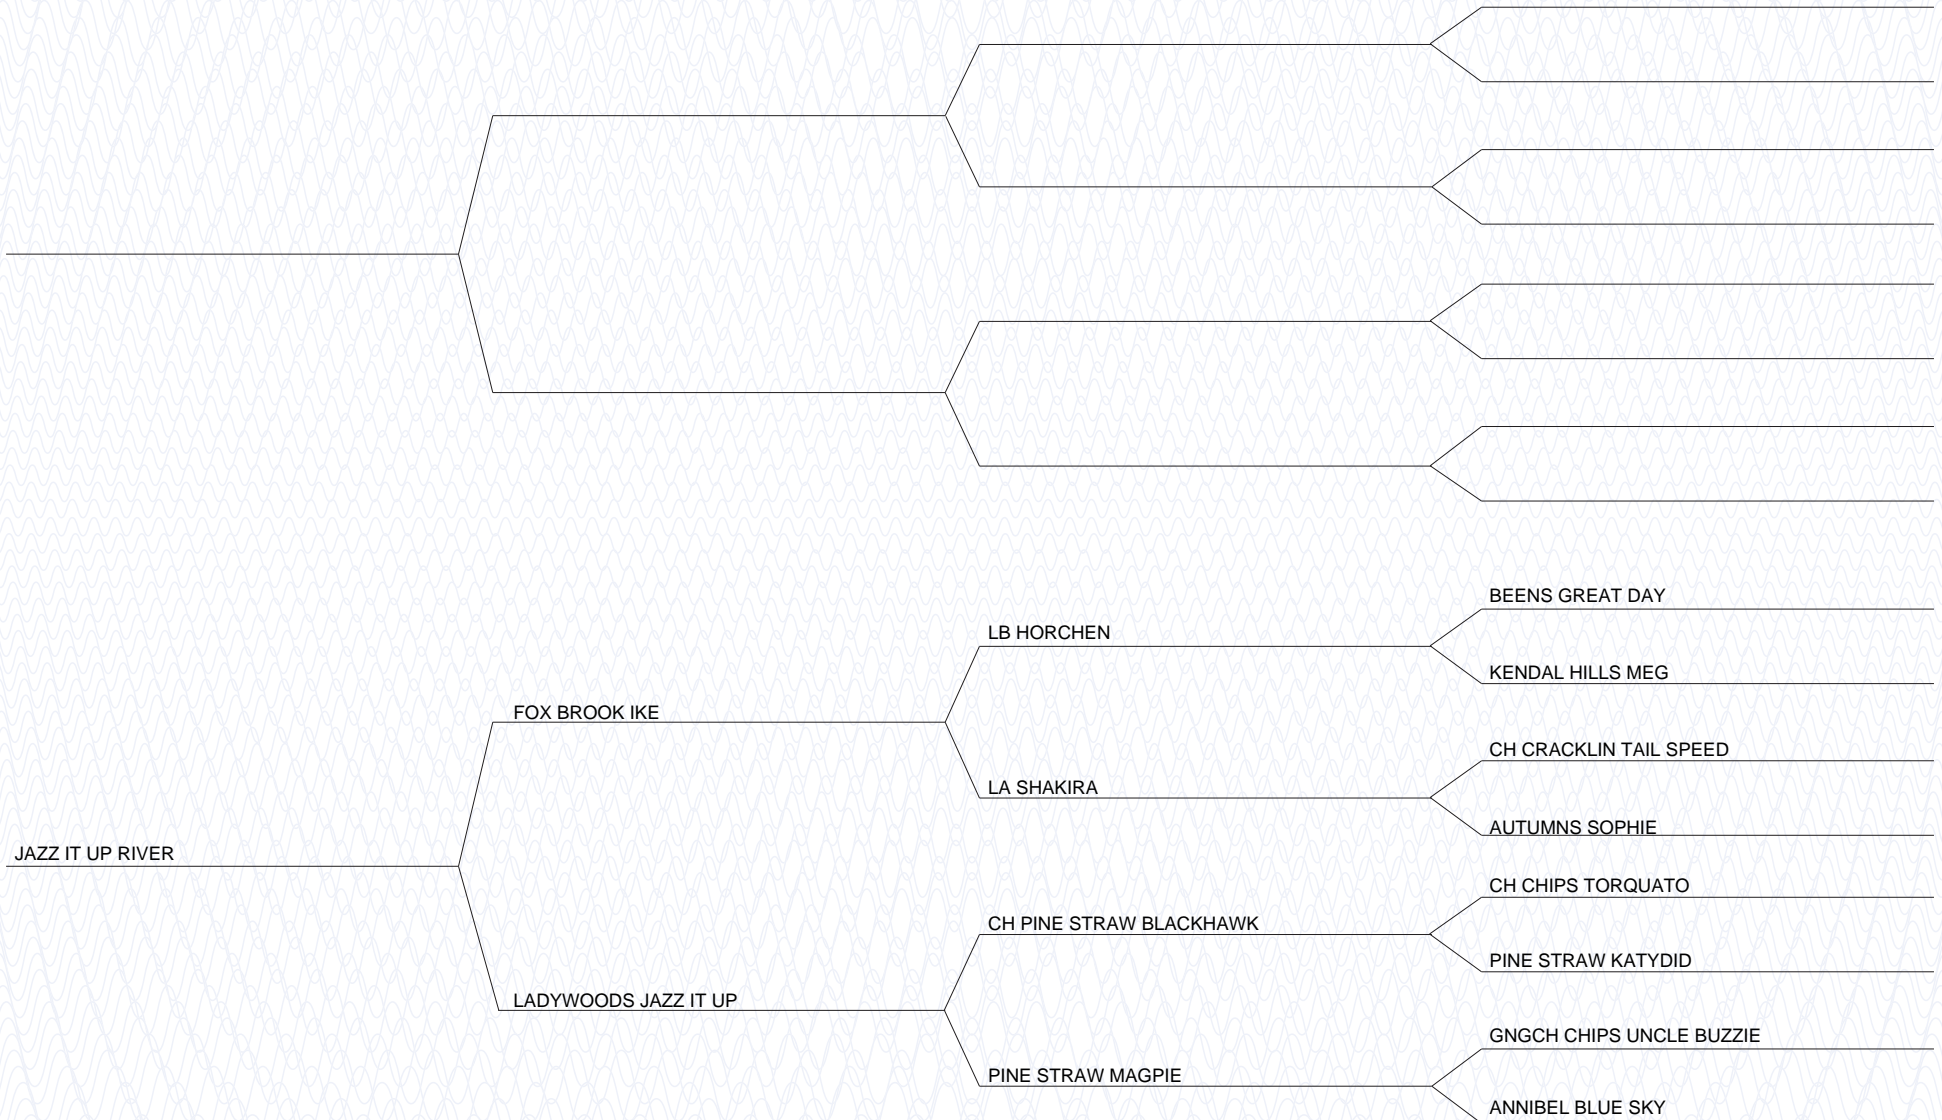 BEENS GREAT DAY
LB HORCHEN
KENDAL HILLS MEG
FOX BROOK IKE
CH CRACKLIN TAIL SPEED
LA SHAKIRA
AUTUMNS SOPHIE
JAZZ IT UP RIVER
CH CHIPS TORQUATO
CH PINE STRAW BLACKHAWK
PINE STRAW KATYDID
LADYWOODS JAZZ IT UP
GNGCH CHIPS UNCLE BUZZIE
PINE STRAW MAGPIE
ANNIBEL BLUE SKY